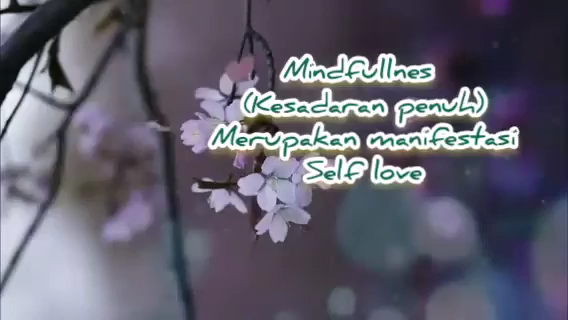 Mindfullnes
(Kesadaran penuh)
Merupakan manifestasi
Self love